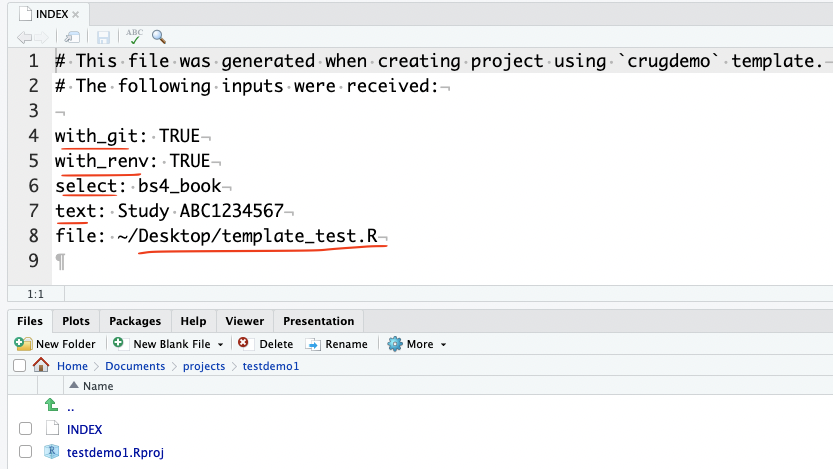 INDEX
ABC
1 # This file was generated when creating project using `crugdemo` template.
2 # The following inputs were received:
3
4 with_git: TRUE
5 with_renv: TRUE
6 select: bs4_book
7 text: Study ABC1234567
8 file: ~/Desktop/template_test.R
9
1:1
Files Plots Packages Help Viewer Presentation
New Folder New Blank File Delete Rename More
Home Documents projects testdemo1
Name
..
INDEX
testdemo1.Rproj